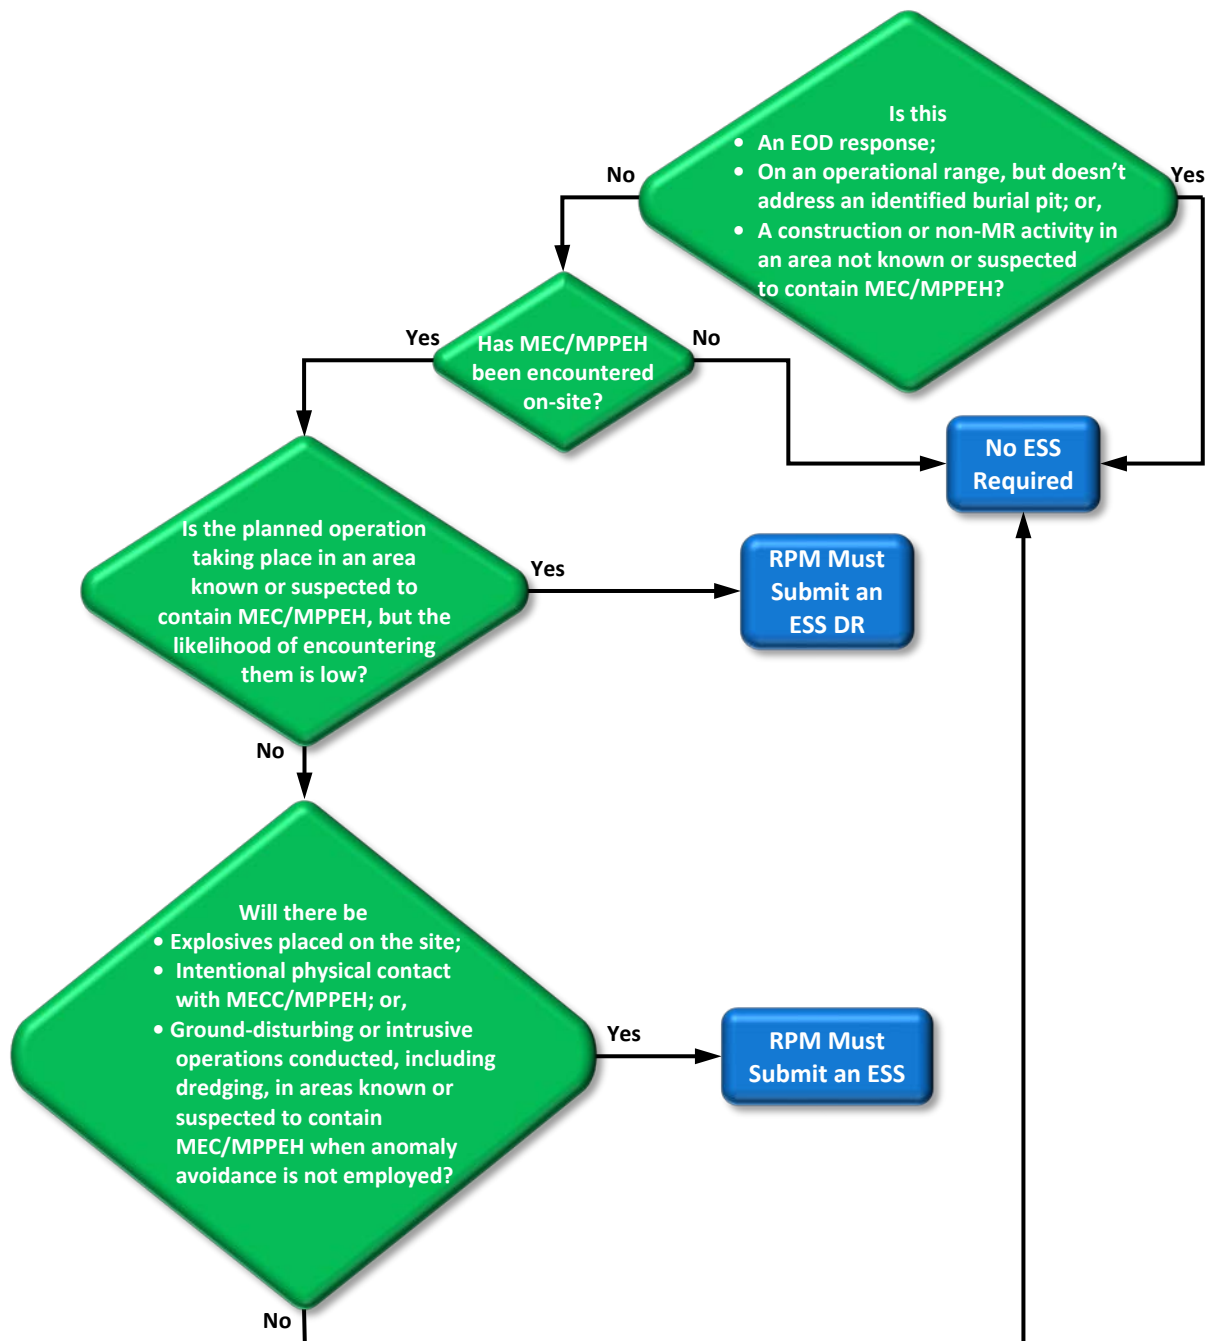 Is this
• An EOD response;
• On an operational range, but doesn't
address an identified burial pit; or,
• A construction or non-MR activity in
an area not known or suspected
to contain MEC/MPPEH?
No
Yes
Has MEC/MPPEH
been encountered
on-site?
Yes
No
No ESS
Required
Is the planned operation
taking place in an area
known or suspected to
contain MEC/MPPEH, but the
likelihood of encountering
them is low?
Yes
RPM Must
Submit an
ESS DR
No
Will there be
• Explosives placed on the site;
• Intentional physical contact
with MECC/MPPEH; or,
• Ground-disturbing or intrusive
operations conducted, including
dredging, in areas known or
suspected to contain
MEC/MPPEH when anomaly
avoidance is not employed?
Yes
RPM Must
Submit an ESS
No